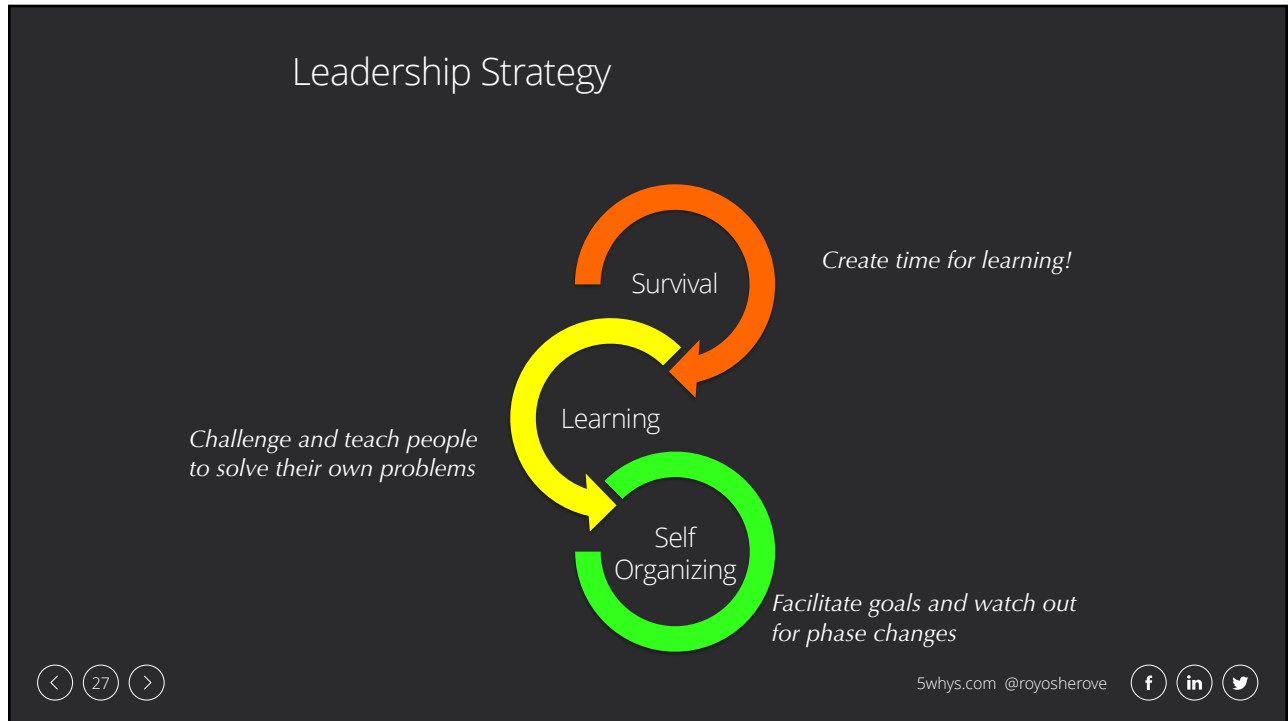 Leadership Strategy
Survival
Create time for learning!
Learning
Challenge and teach people
to solve their own problems
Self
Organizing
Facilitate goals and watch out
for phase changes
27
5whys.com @royosherove
f
in